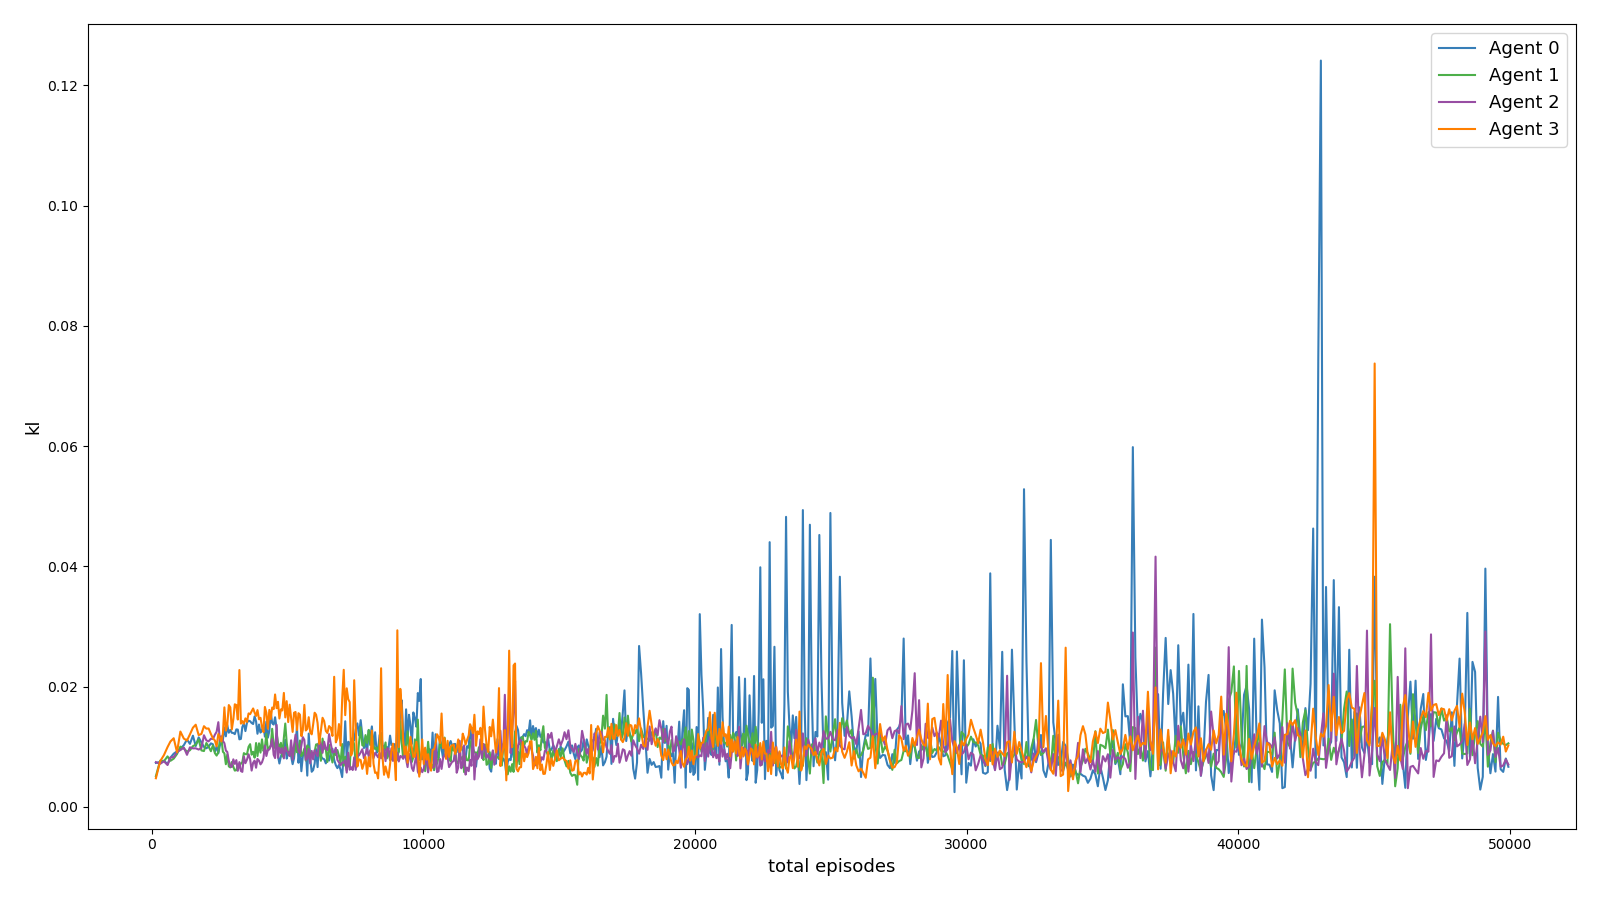 Agent 0
Agent 1
Agent 2
Agent 3
0.12
0.10
0.08
0.06
0.04
0.02
0.00
kl
0 10000 20000 30000 40000 50000
total episodes